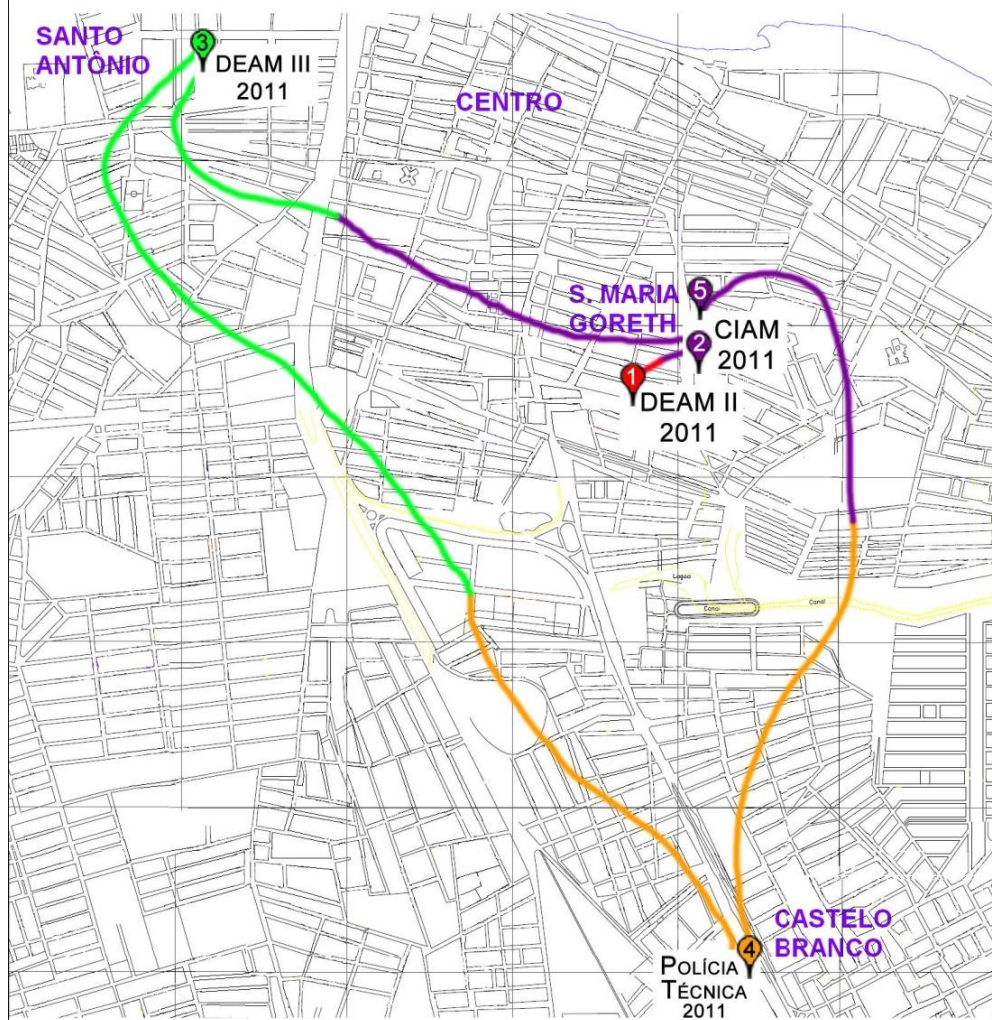 SANTO
ANTÔNIO
3
DEAM III
2011
CENTRO
S. MARIA
GORETH
5
CIAM
2011
2
1
DEAM II
2011
Lagoa
Canal
Canal
CASTELO
BRANCO
4
POLÍCIA
TÉCNICA
2011